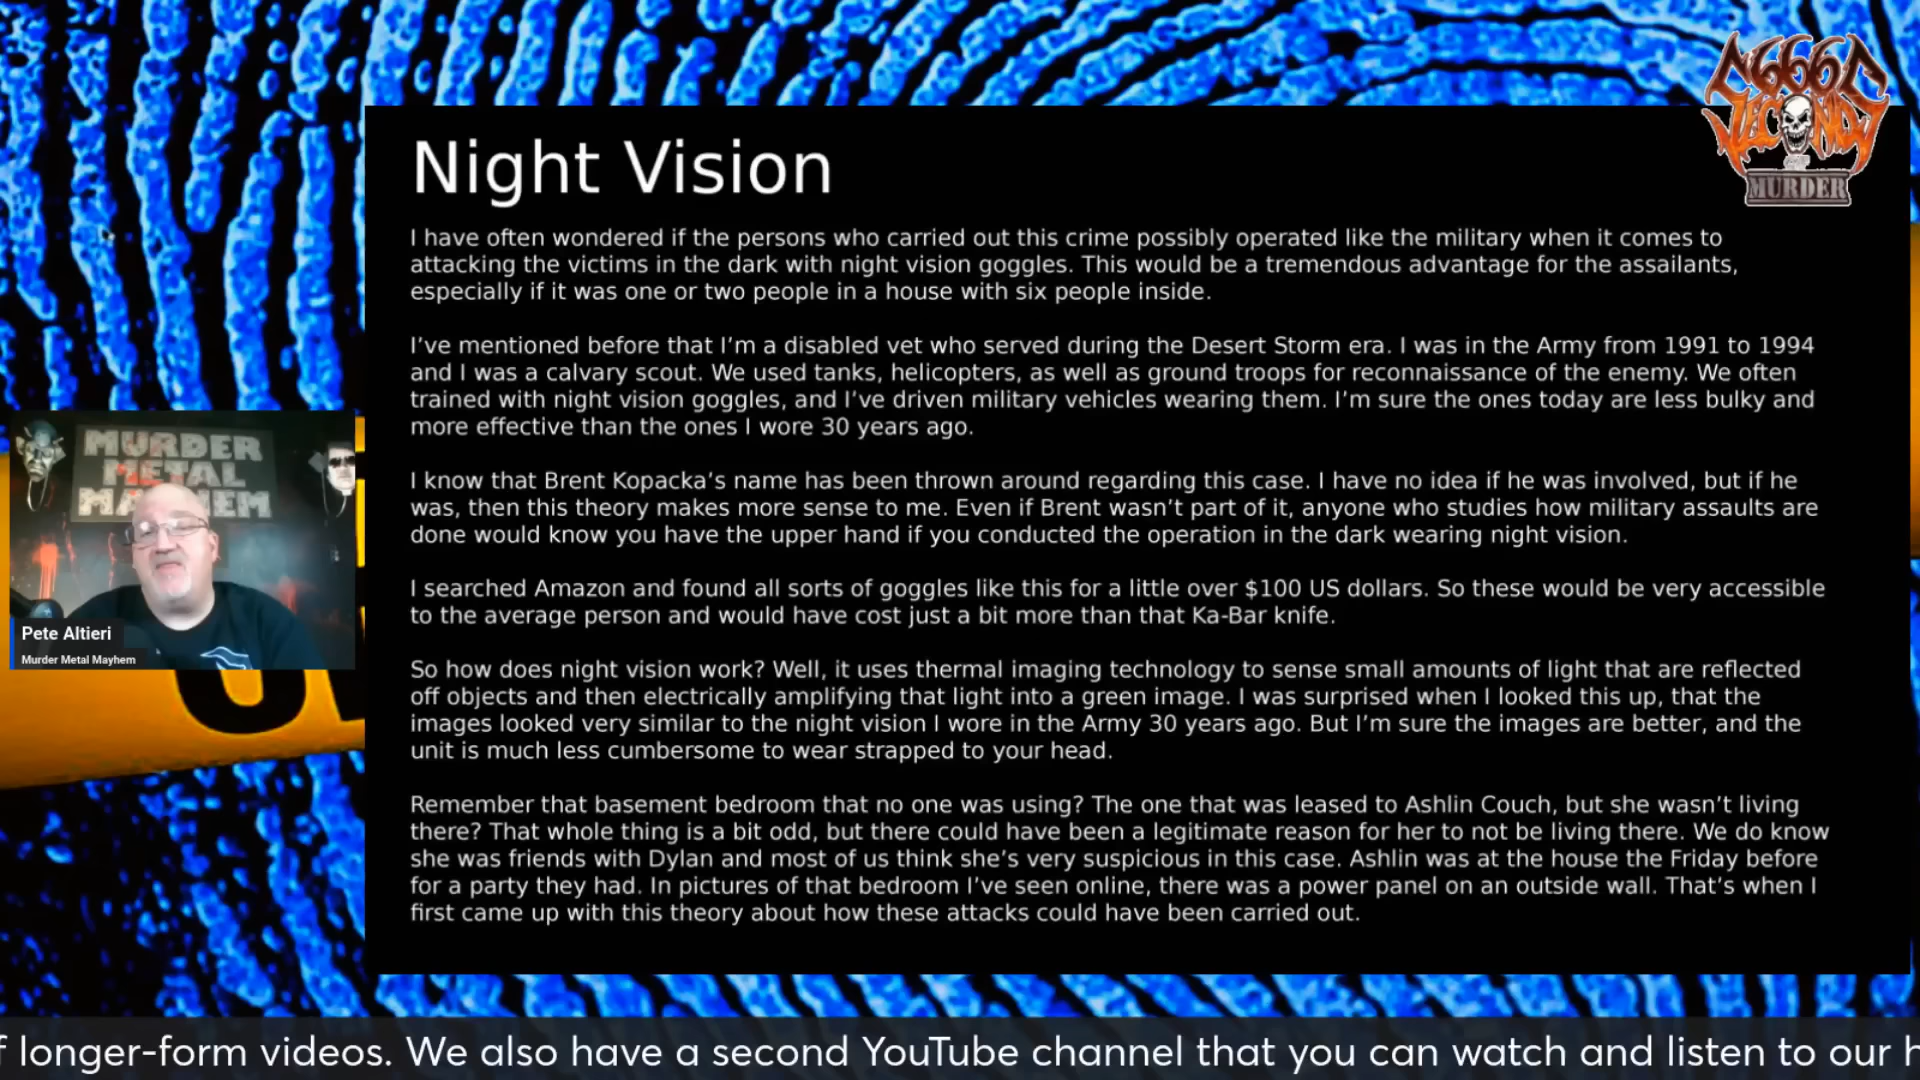 6666
SECONDS
MURDER
Night Vision
I have often wondered if the persons who carried out this crime possibly operated like the military when it comes to
attacking the victims in the dark with night vision goggles. This would be a tremendous advantage for the assailants,
especially if it was one or two people in a house with six people inside.
I’ve mentioned before that I’m a disabled vet who served during the Desert Storm era. I was in the Army from 1991 to 1994
and I was a calvary scout. We used tanks, helicopters, as well as ground troops for reconnaissance of the enemy. We often
trained with night vision goggles, and I’ve driven military vehicles wearing them. I’m sure the ones today are less bulky and
more effective than the ones I wore 30 years ago.
I know that Brent Kopacka’s name has been thrown around regarding this case. I have no idea if he was involved, but if he
was, then this theory makes more sense to me. Even if Brent wasn’t part of it, anyone who studies how military assaults are
done would know you have the upper hand if you conducted the operation in the dark wearing night vision.
I searched Amazon and found all sorts of goggles like this for a little over $100 US dollars. So these would be very accessible
to the average person and would have cost just a bit more than that Ka-Bar knife.
So how does night vision work? Well, it uses thermal imaging technology to sense small amounts of light that are reflected
off objects and then electrically amplifying that light into a green image. I was surprised when I looked this up, that the
images looked very similar to the night vision I wore in the Army 30 years ago. But I’m sure the images are better, and the
unit is much less cumbersome to wear strapped to your head.
Remember that basement bedroom that no one was using? The one that was leased to Ashlin Couch, but she wasn’t living
there? That whole thing is a bit odd, but there could have been a legitimate reason for her to not be living there. We do know
she was friends with Dylan and most of us think she’s very suspicious in this case. Ashlin was at the house the Friday before
for a party they had. In pictures of that bedroom I’ve seen online, there was a power panel on an outside wall. That’s when I
first came up with this theory about how these attacks could have been carried out.
MURDER
METAL
MAYHEM
Pete Altieri
Murder Metal Mayhem
f longer-form videos. We also have a second YouTube channel that you can watch and listen to our h